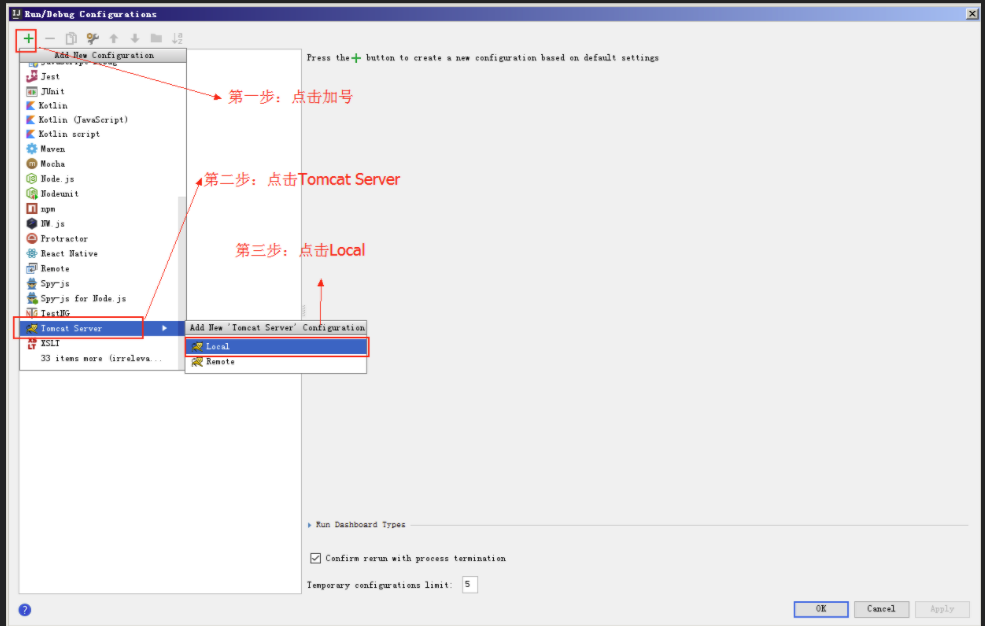 Run/Debug Configurations
Add New Configuration
Press the + button to create a new configuration based on default settings
Jest
JUnit
第一步：点击加号
Kotlin
Kotlin (JavaScript)
Kotlin script
Maven
Mocha
Node.js
第二步：点击Tomcat Server
Nodeunit
npm
NW.js
Protractor
React Native
第三步：点击Local
Remote
Spy-js
Spy-js for Node.js
TestNG
Tomcat Server
Add New 'Tomcat Server' Configuration
XSLT
Local
33 items more (irreleva...
Remote
Run Dashboard Types
Confirm rerun with process termination
Temporary configurations limit: 5
OK
Cancel
Apply